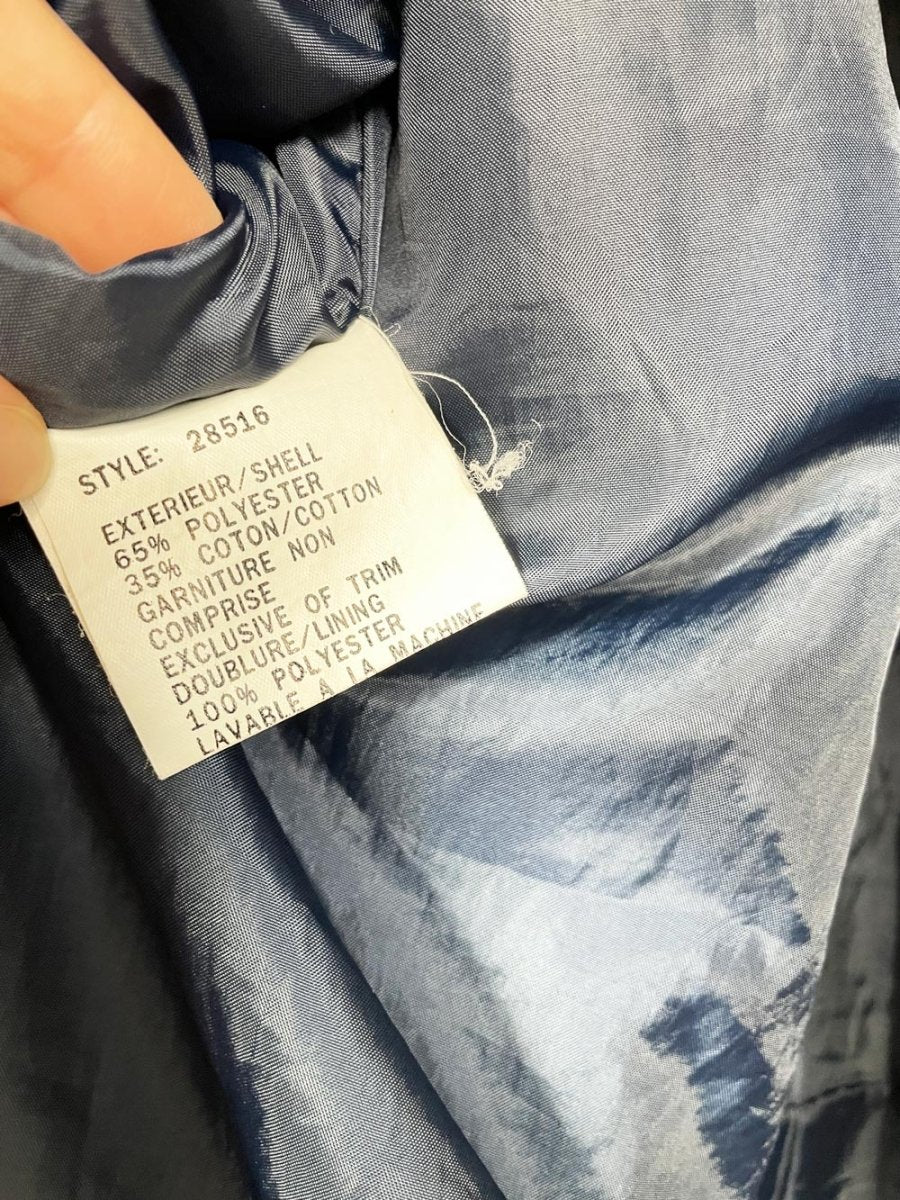 STYLE: 28516
EXTERIEUR/SHELL
65% POLYESTER
35% COTON/COTTON
GARNITURE NON
COMPRISE
EXCLUSIVE OF TRIM
DOUBLURE/LINING
100% POLYESTER
LAVABLE A LA MACHINE